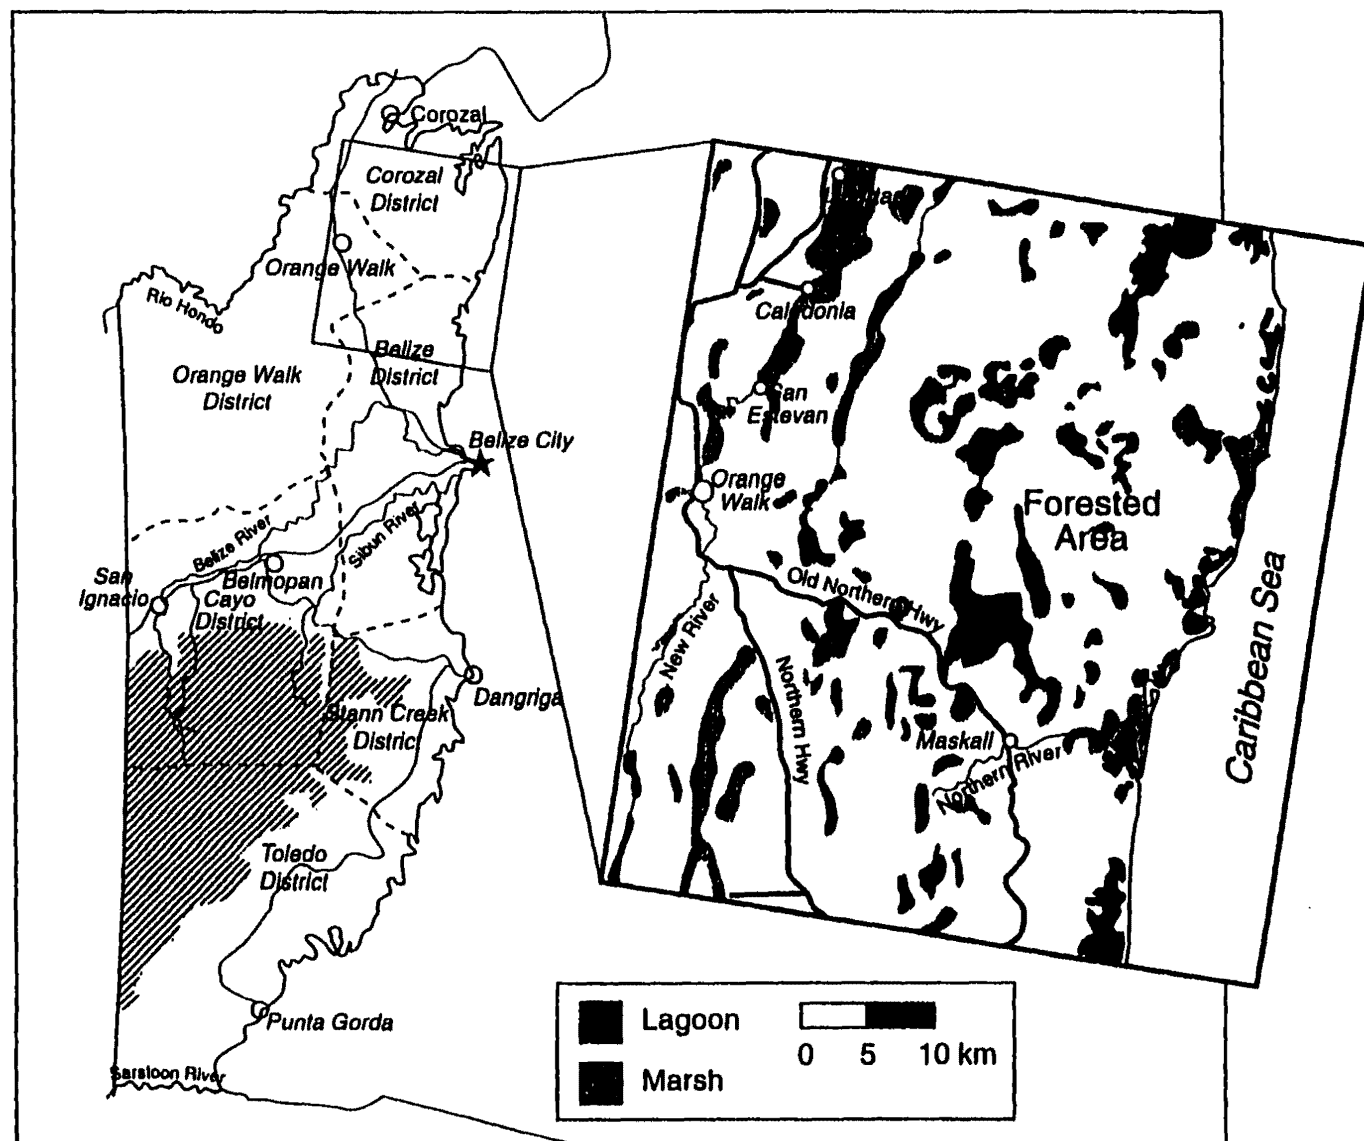 Corozal
Corozal
District
Orange Walk
Rio Hondo
Belize
District
Orange Walk
District
Belize City
Belize River
Sibun River
San
Ignacio
Belmopan
Cayo
District
Dangriga
Stann Creek
District
Toledo
District
Punta Gorda
Sarstoon River
Caledonia
San
Estevan
Orange
Walk
Forested
Area
Old Northern Hwy
New River
Northern Hwy
Maskall
Northern River
Caribbean Sea
Lagoon
Marsh
0 5 10 km